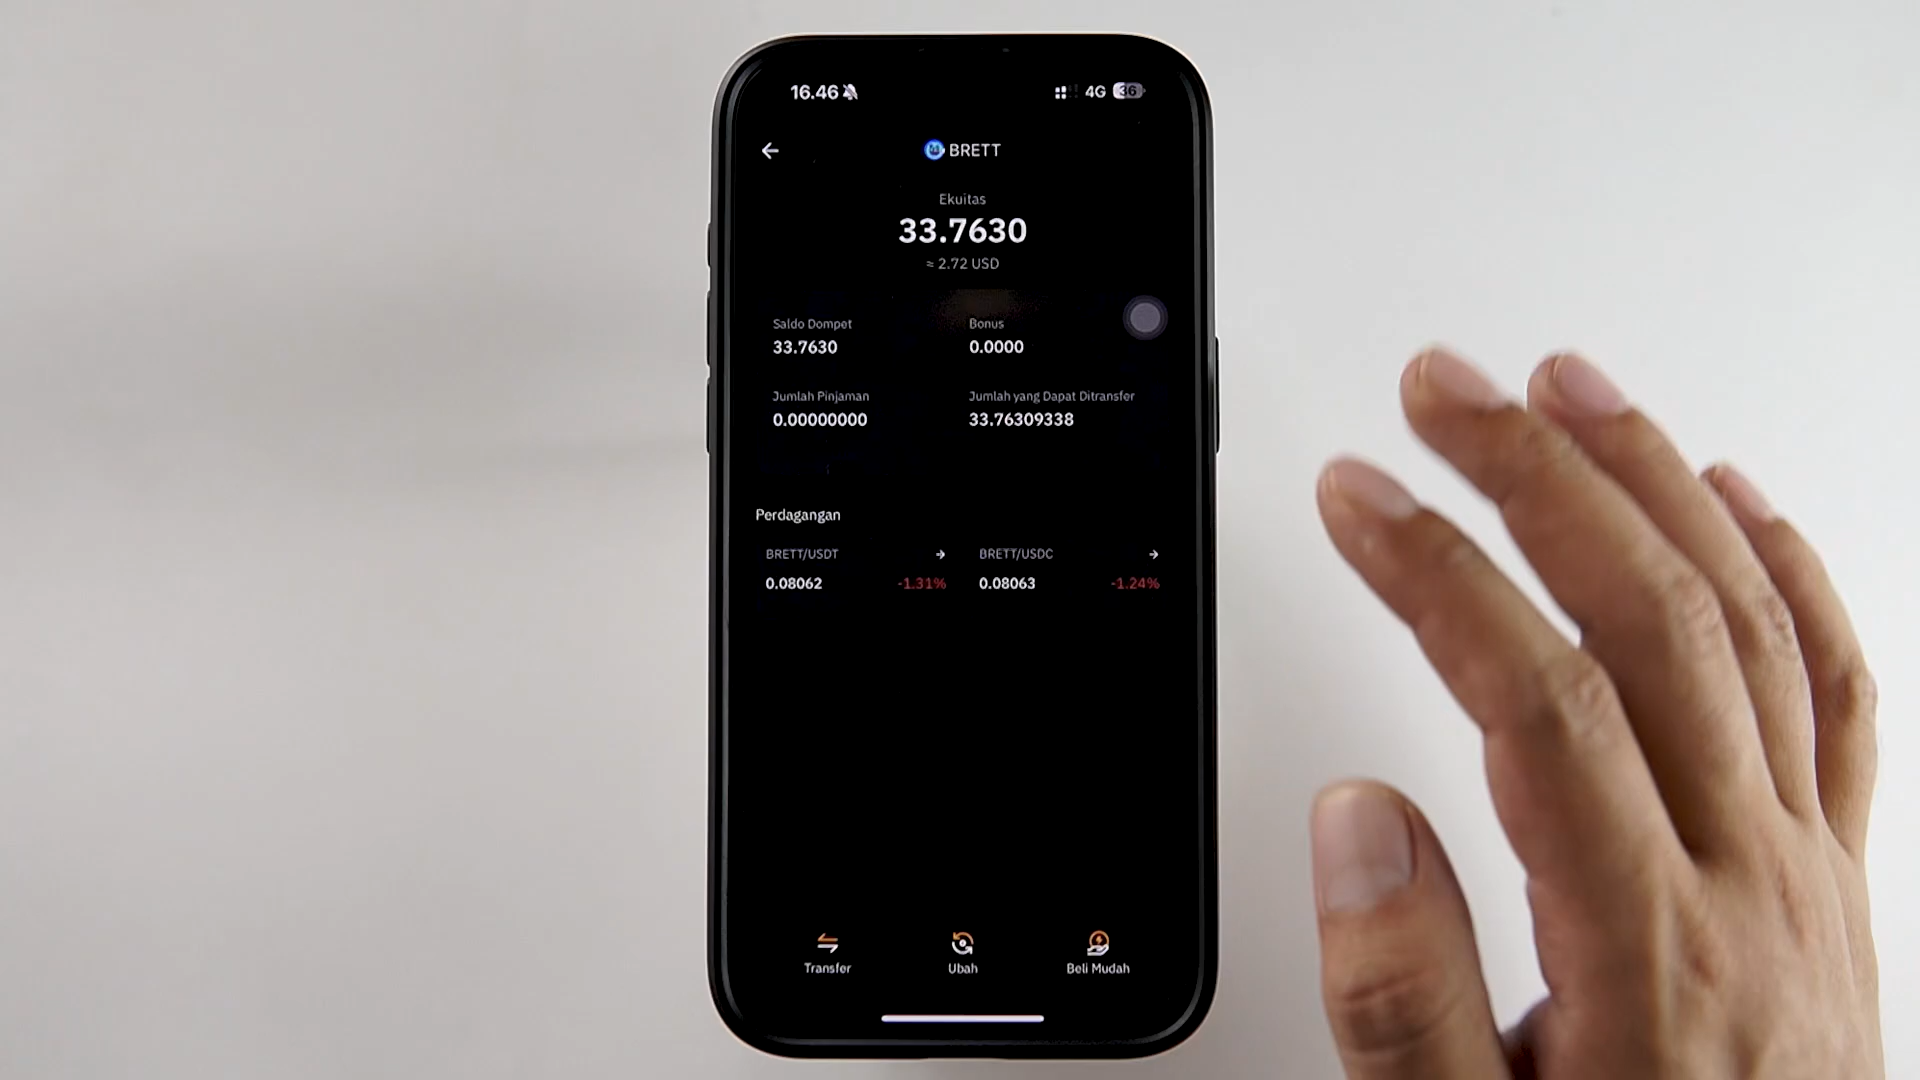 16.46
4G 36
BRETT
Ekuitas
33.7630
≈ 2.72 USD
Saldo Dompet
Bonus
33.7630
0.0000
Jumlah Pinjaman
Jumlah yang Dapat Ditransfer
0.00000000
33.76309338
Perdagangan
BRETT/USDT
BRETT/USDC
0.08062
-1.31%
0.08063
-1.24%
Transfer
Ubah
Beli Mudah